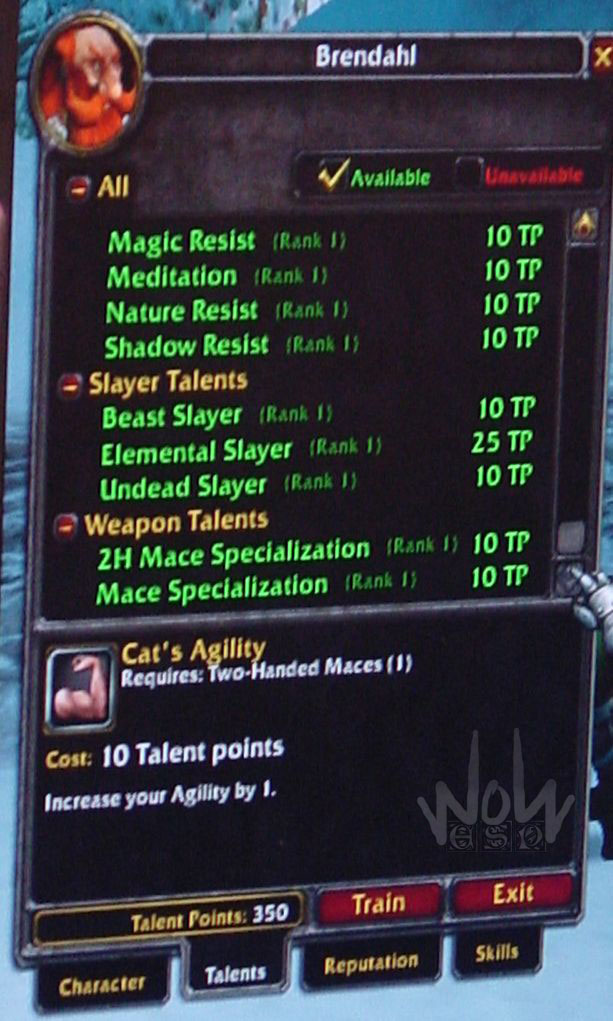 Brendahl
All
Available
Unavailable
Magic Resist (Rank 1) 10 TP
Meditation (Rank 1) 10 TP
Nature Resist (Rank 1) 10 TP
Shadow Resist (Rank 1) 10 TP
Slayer Talents
Beast Slayer (Rank 1) 10 TP
Elemental Slayer (Rank 1) 25 TP
Undead Slayer (Rank 1) 10 TP
Weapon Talents
2H Mace Specialization (Rank 1) 10 TP
Mace Specialization (Rank 1) 10 TP
Cat's Agility
Requires: Two-Handed Maces (1)
Cost: 10 Talent points
Increase your Agility by 1.
WoW
ESQ
Talent Points: 350
Train
Exit
Character
Talents
Reputation
Skills